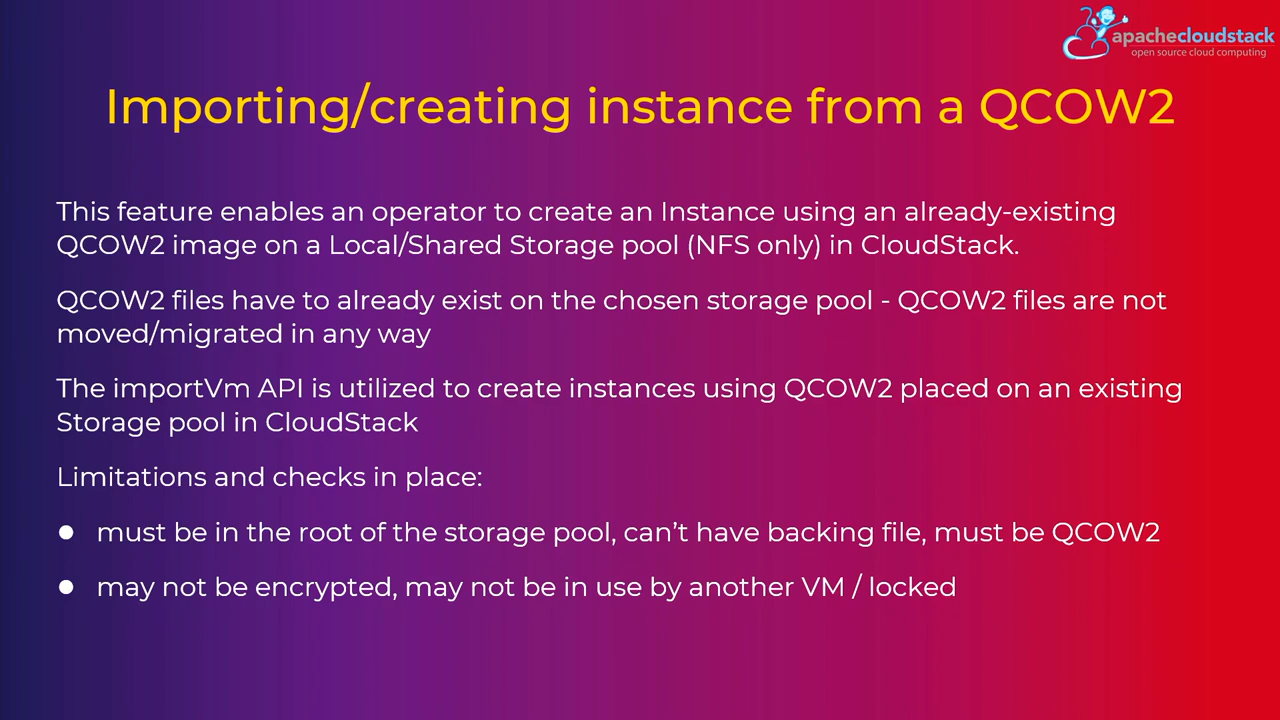 apachecloudstack
open source cloud computing
Importing/creating instance from a QCOW2
This feature enables an operator to create an Instance using an already-existing
QCOW2 image on a Local/Shared Storage pool (NFS only) in CloudStack.
QCOW2 files have to already exist on the chosen storage pool - QCOW2 files are not
moved/migrated in any way
The importVm API is utilized to create instances using QCOW2 placed on an existing
Storage pool in CloudStack
Limitations and checks in place:
● must be in the root of the storage pool, can’t have backing file, must be QCOW2
● may not be encrypted, may not be in use by another VM / locked